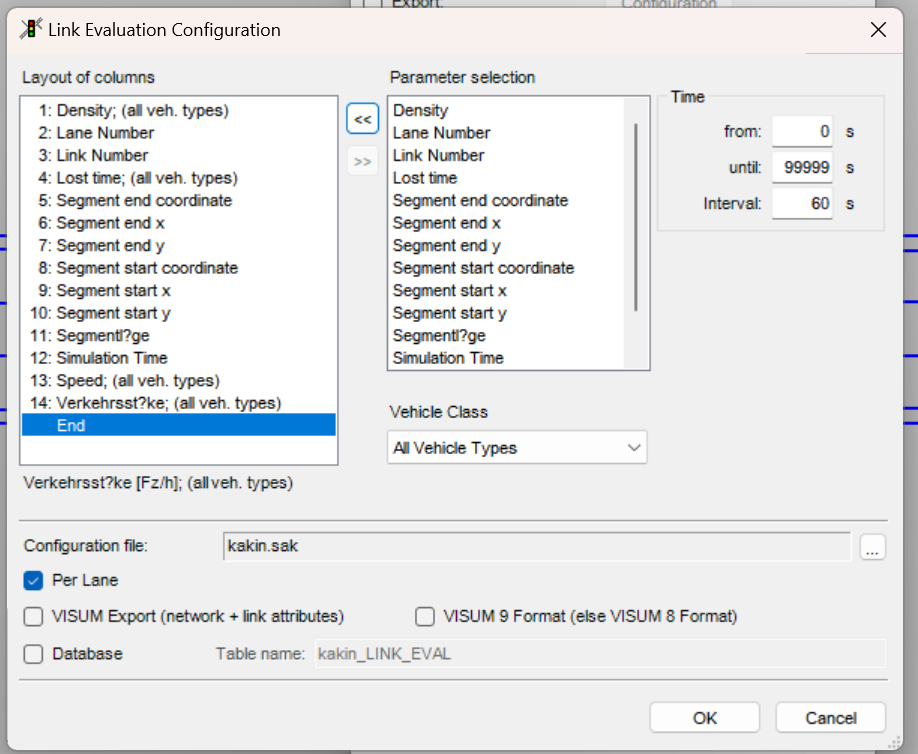 Export:
Configuration
Link Evaluation Configuration
Layout of columns
1: Density; (all veh. types)
2: Lane Number
3: Link Number
4: Lost time; (all veh. types)
5: Segment end coordinate
6: Segment end x
7: Segment end y
8: Segment start coordinate
9: Segment start x
10: Segment start y
11: Segmentl?ge
12: Simulation Time
13: Speed; (all veh. types)
14: Verkehrsst?ke; (all veh. types)
End
Verkehrsst?ke [Fz/h]; (all veh. types)
<<
>>
Parameter selection
Density
Lane Number
Link Number
Lost time
Segment end coordinate
Segment end x
Segment end y
Segment start coordinate
Segment start x
Segment start y
Segmentl?ge
Simulation Time
Vehicle Class
All Vehicle Types
Time
from: 0 s
until: 99999 s
Interval: 60 s
Configuration file: kakin.sak ...
Per Lane
VISUM Export (network + link attributes) VISUM 9 Format (else VISUM 8 Format)
Database Table name: kakin_LINK_EVAL
OK Cancel